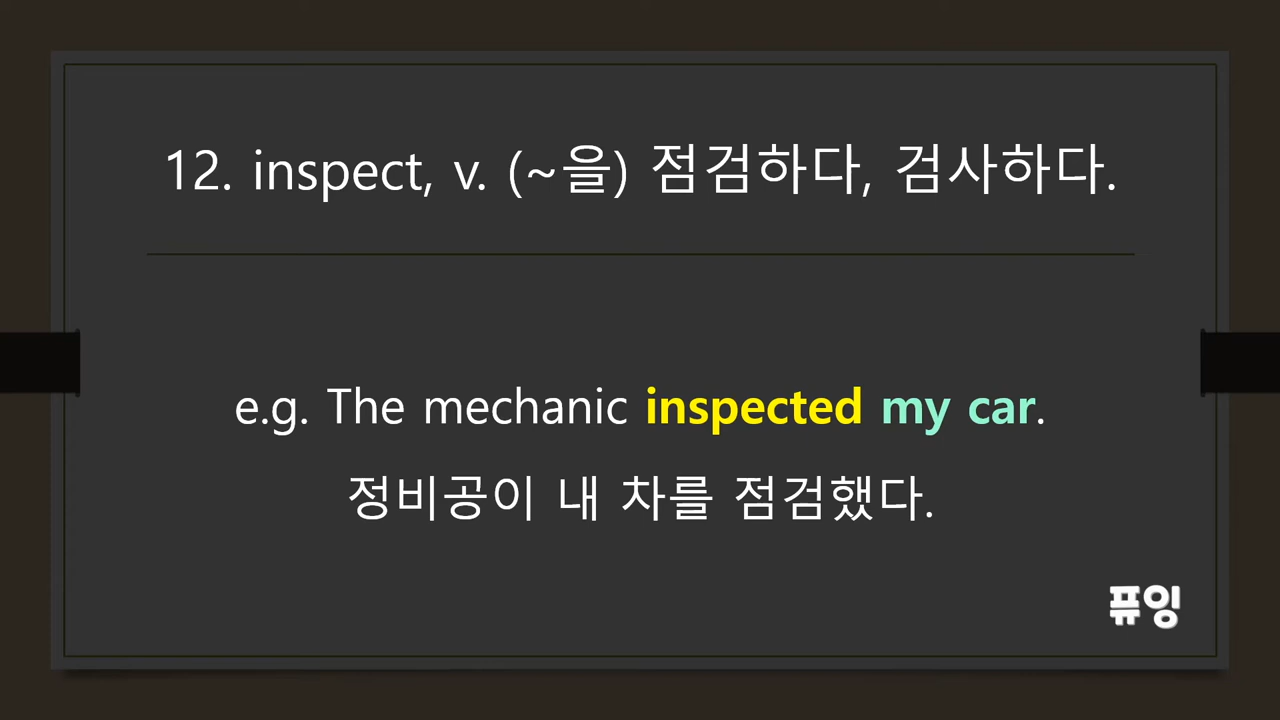 12. inspect, v. (~을) 점검하다, 검사하다.
e.g. The mechanic inspected my car.
정비공이 내 차를 점검했다.
퓨잉